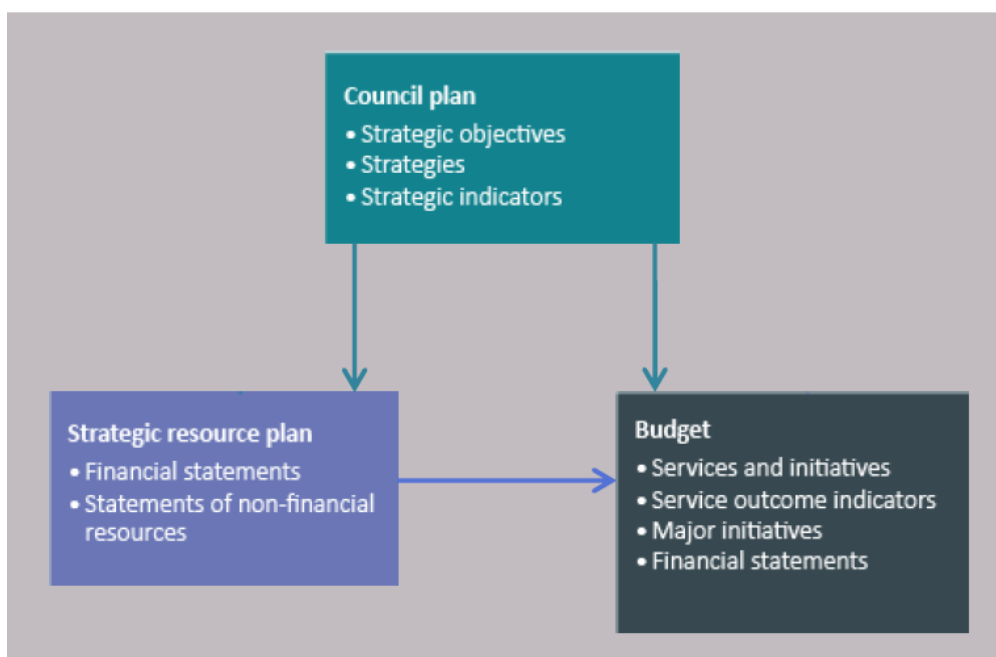 Council plan
• Strategic objectives
• Strategies
• Strategic indicators
Strategic resource plan
• Financial statements
• Statements of non-financial
resources
Budget
• Services and initiatives
• Service outcome indicators
• Major initiatives
• Financial statements